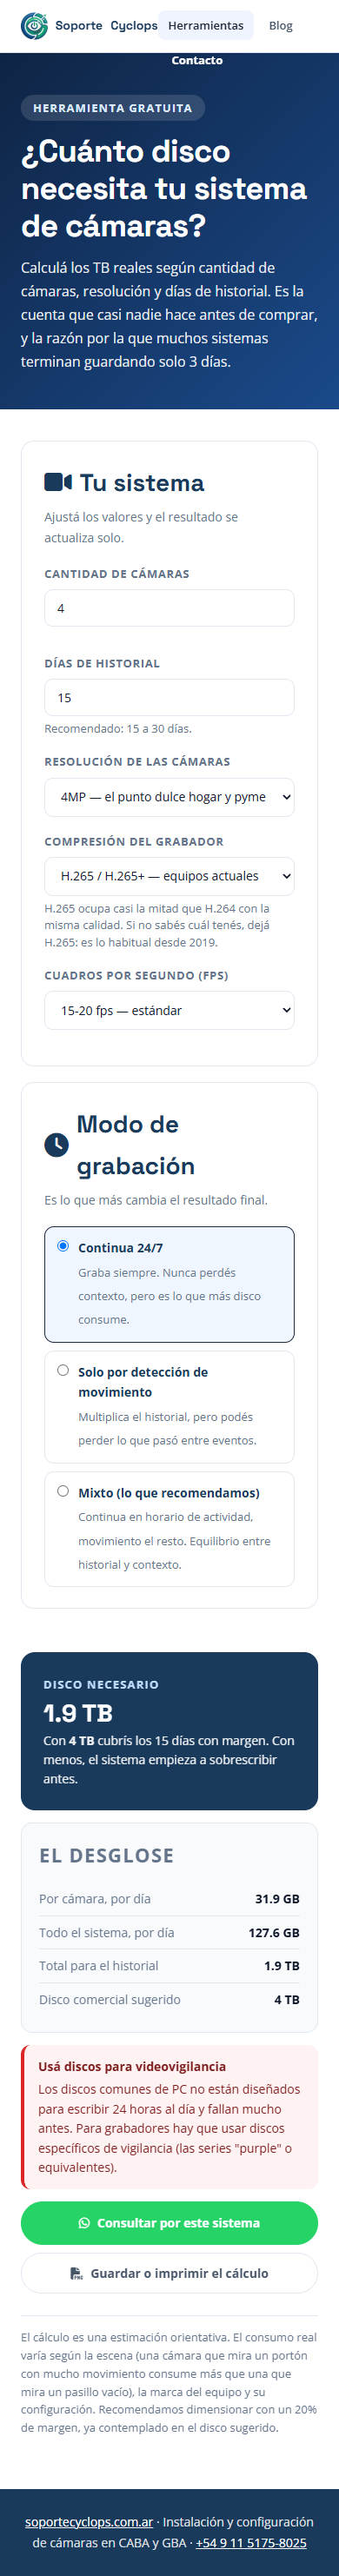 Soporte Cyclops
Herramientas
Blog
Contacto
HERRAMIENTA GRATUITA
¿Cuánto disco
necesita tu sistema
de cámaras?
Calculá los TB reales según cantidad de
cámaras, resolución y días de historial. Es la
cuenta que casi nadie hace antes de comprar,
y la razón por la que muchos sistemas
terminan guardando solo 3 días.
Tu sistema
Ajustá los valores y el resultado se
actualiza solo.
CANTIDAD DE CÁMARAS
4
DÍAS DE HISTORIAL
15
Recomendado: 15 a 30 días.
RESOLUCIÓN DE LAS CÁMARAS
4MP — el punto dulce hogar y pyme
COMPRESIÓN DEL GRABADOR
H.265 / H.265+ — equipos actuales
H.265 ocupa casi la mitad que H.264 con la
misma calidad. Si no sabés cuál tenés, dejá
H.265: es lo habitual desde 2019.
CUADROS POR SEGUNDO (FPS)
15-20 fps — estándar
Modo de
grabación
Es lo que más cambia el resultado final.
Continua 24/7
Graba siempre. Nunca perdés
contexto, pero es lo que más disco
consume.
Solo por detección de
movimiento
Multiplica el historial, pero podés
perder lo que pasó entre eventos.
Mixto (lo que recomendamos)
Continua en horario de actividad,
movimiento el resto. Equilibrio entre
historial y contexto.
DISCO NECESARIO
1.9 TB
Con 4 TB cubrís los 15 días con margen. Con
menos, el sistema empieza a sobrescribir
antes.
EL DESGLOSE
Por cámara, por día 31.9 GB
Todo el sistema, por día 127.6 GB
Total para el historial 1.9 TB
Disco comercial sugerido 4 TB
Usá discos para videovigilancia
Los discos comunes de PC no están diseñados
para escribir 24 horas al día y fallan mucho
antes. Para grabadores hay que usar discos
específicos de vigilancia (las series "purple" o
equivalentes).
Consultar por este sistema
Guardar o imprimir el cálculo
El cálculo es una estimación orientativa. El consumo real
varía según la escena (una cámara que mira un portón
con mucho movimiento consume más que una que
mira un pasillo vacío), la marca del equipo y su
configuración. Recomendamos dimensionar con un 20%
de margen, ya contemplado en el disco sugerido.
soportecyclops.com.ar · Instalación y configuración
de cámaras en CABA y GBA · +54 9 11 5175-8025